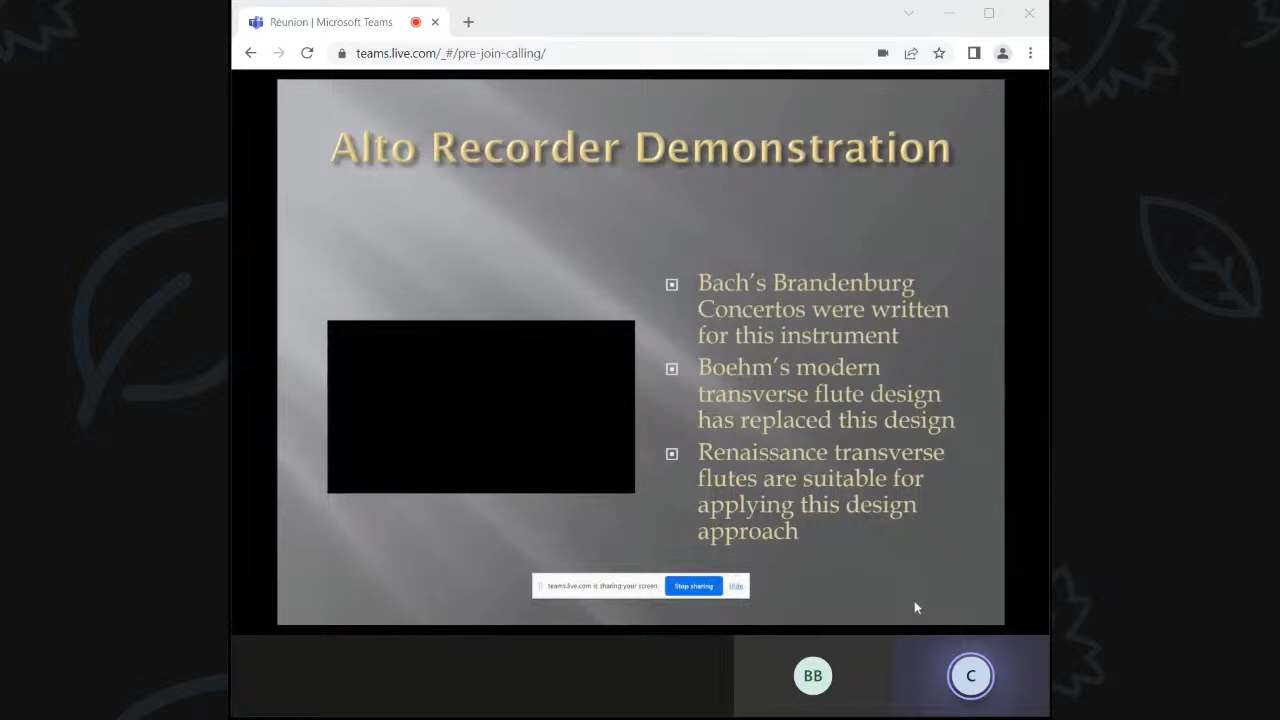 Réunion | Microsoft Teams
teams.live.com/_#/pre-join-calling/
Alto Recorder Demonstration
Bach's Brandenburg
Concertos were written
for this instrument
Boehm's modern
transverse flute design
has replaced this design
Renaissance transverse
flutes are suitable for
applying this design
approach
teams.live.com is sharing your screen. Stop sharing Hide
BB C